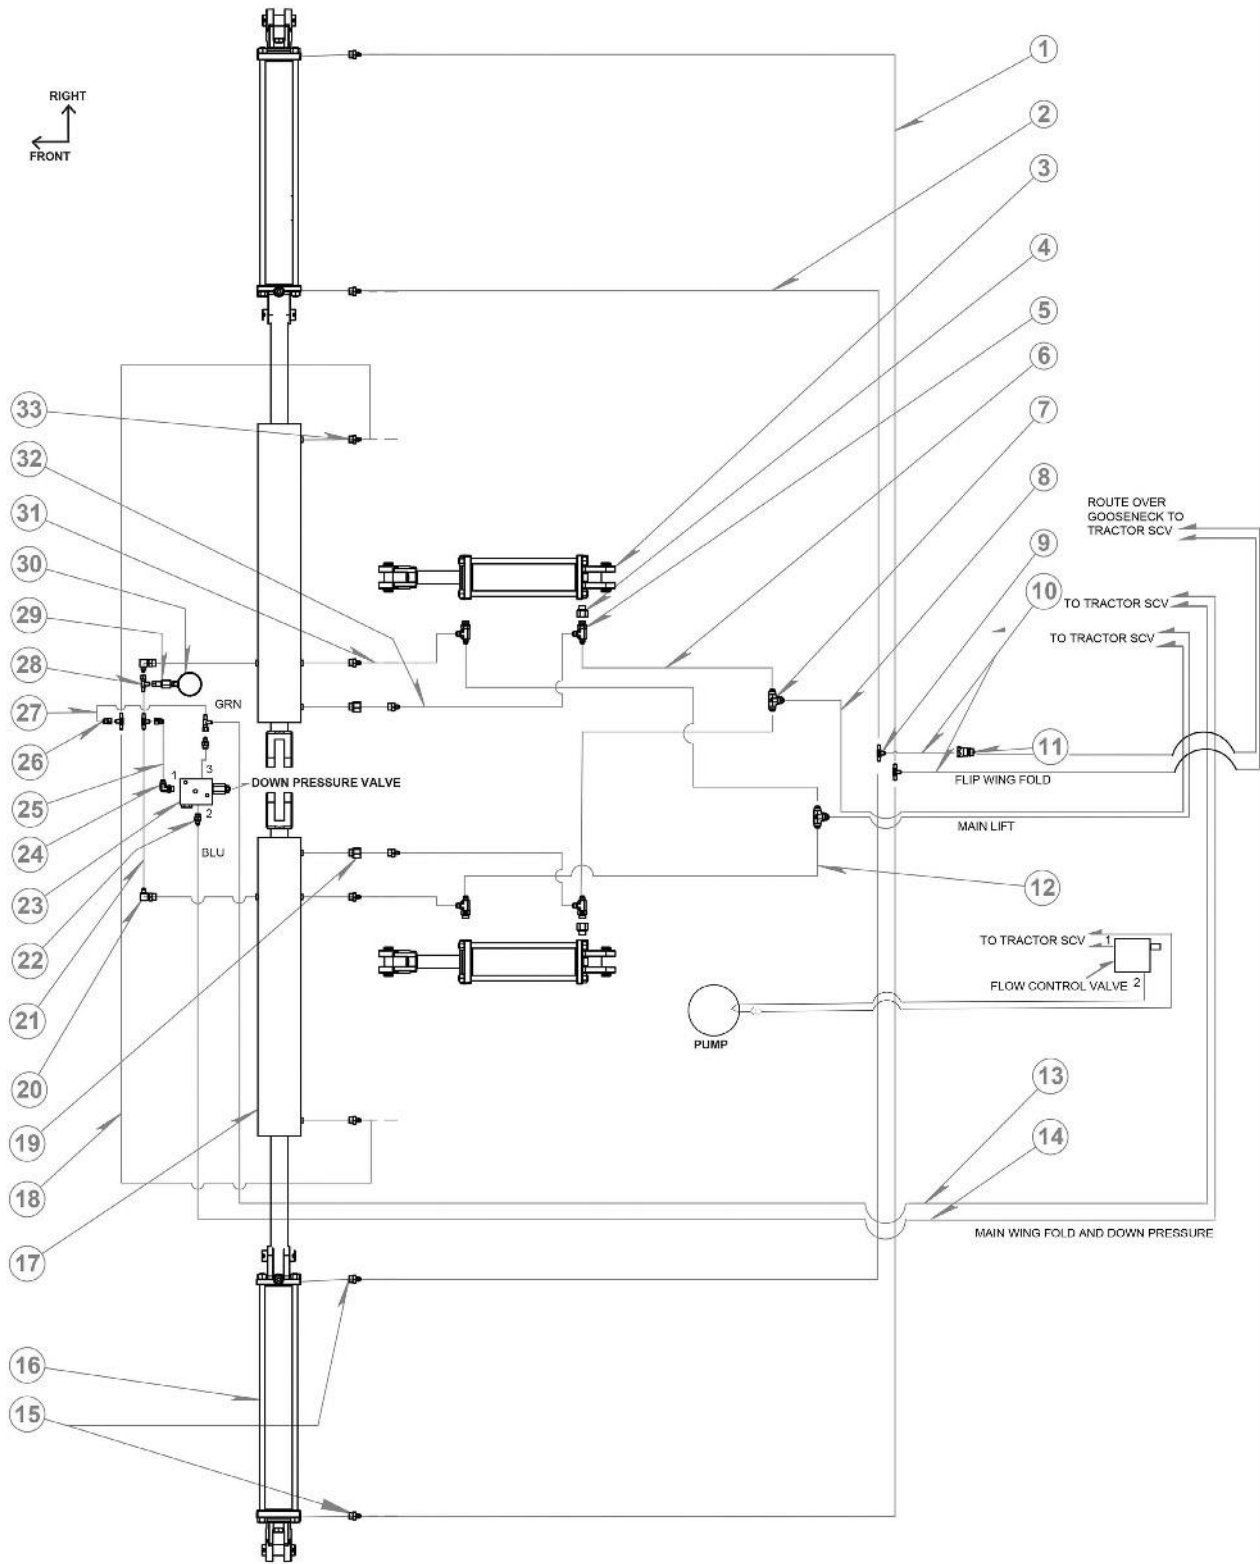 1
2
RIGHT
FRONT
3
4
5
6
7
33
32
8
31
ROUTE OVER
GOOSENECK TO
TRACTOR SCV
9
30
10
TO TRACTOR SCV
29
TO TRACTOR SCV
28
GRN
27
26
11
3
1
DOWN PRESSURE VALVE
FLIP WING FOLD
25
2
24
MAIN LIFT
BLU
12
23
TO TRACTOR SCV 1
22
FLOW CONTROL VALVE 2
21
PUMP
20
13
14
19
18
MAIN WING FOLD AND DOWN PRESSURE
17
16
15